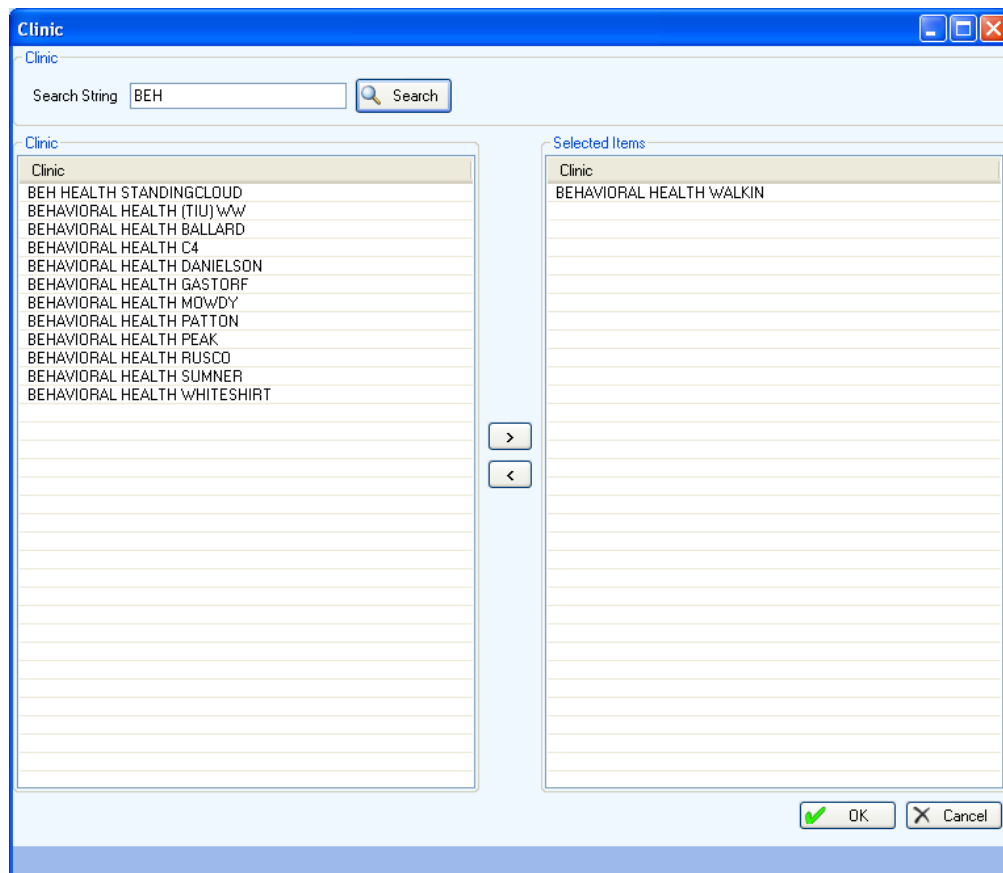 Clinic
Clinic
Search String BEH Search
Clinic
Clinic
BEH HEALTH STANDINGCLOUD
BEHAVIORAL HEALTH (TIU) WW
BEHAVIORAL HEALTH BALLARD
BEHAVIORAL HEALTH C4
BEHAVIORAL HEALTH DANIELSON
BEHAVIORAL HEALTH GASTORF
BEHAVIORAL HEALTH MOWDY
BEHAVIORAL HEALTH PATTON
BEHAVIORAL HEALTH PEAK
BEHAVIORAL HEALTH RUSCO
BEHAVIORAL HEALTH SUMNER
BEHAVIORAL HEALTH WHITESHIRT
>
<
Selected Items
Clinic
BEHAVIORAL HEALTH WALKIN
OK Cancel